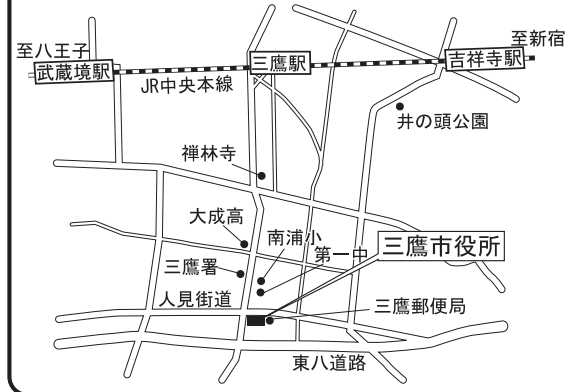 至新宿
至八王子
武蔵境駅
三鷹駅
吉祥寺駅
JR中央本線
井の頭公園
禅林寺
大成高
南浦小
第一中
三鷹市役所
三鷹署
人見街道
三鷹郵便局
東八道路